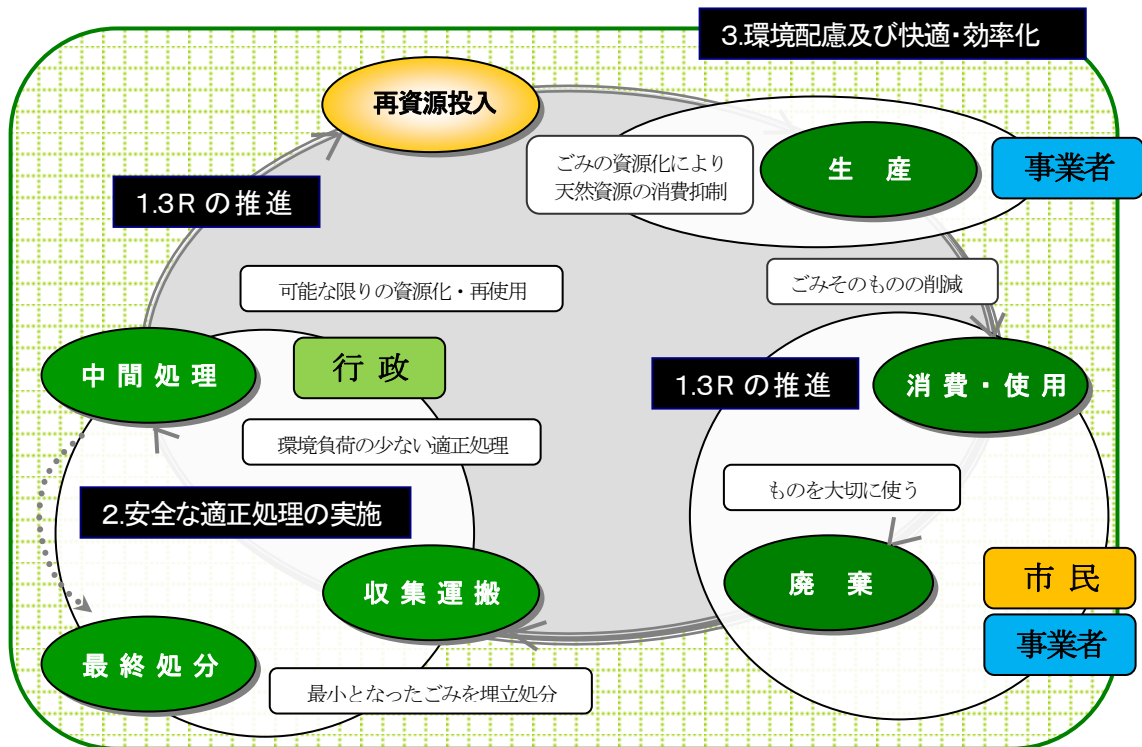 3.環境配慮及び快適・効率化
再資源投入
ごみの資源化により
天然資源の消費抑制
生 産
事業者
1.3Rの推進
ごみそのものの削減
可能な限りの資源化・再使用
中間処理
行 政
1.3Rの推進
消費・使用
環境負荷の少ない適正処理
ものを大切に使う
2.安全な適正処理の実施
収集運搬
廃 棄
市 民
事業者
最終処分
最小となったごみを埋立処分